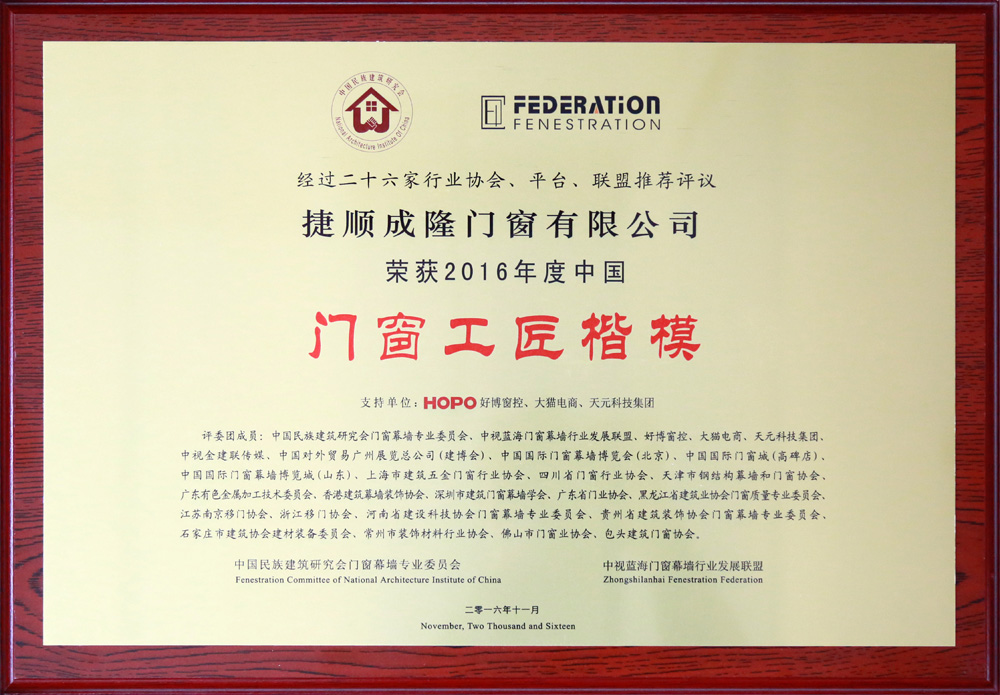 中国民族建筑研究会
National Architecture Institute Of China
FEDERATION
FENESTRATION
经过二十六家行业协会、平台、联盟推荐评议
捷顺成隆门窗有限公司
荣获2016年度中国
门窗工匠楷模
支持单位：HOPO好博窗控、大猫电商、天元科技集团
评委团成员：中国民族建筑研究会门窗幕墙专业委员会、中视蓝海门窗幕墙行业发展联盟、好博窗控、大猫电商、天元科技集团、
中视金建联传媒、中国对外贸易广州展览总公司(建博会)、中国国际门窗幕墙博览会(北京)、中国国际门窗城(高碑店)、
中国国际门窗幕墙博览城(山东)、上海市建筑五金门窗行业协会、四川省门窗行业协会、天津市钢结构幕墙和门窗协会、
广东有色金属加工技术委员会、香港建筑幕墙装饰协会、深圳市建筑门窗幕墙学会、广东省门业协会、黑龙江省建筑业协会门窗质量专业委员会、
江苏南京移门协会、浙江移门协会、河南省建设科技协会门窗幕墙专业委员会、贵州省建筑装饰协会门窗幕墙专业委员会、
石家庄市建筑协会建材装备委员会、常州市装饰材料行业协会、佛山市门窗业协会、包头建筑门窗协会。
中国民族建筑研究会门窗幕墙专业委员会
Fenestration Committee of National Architecture Institute of China
中视蓝海门窗幕墙行业发展联盟
Zhongshilanhai Fenestration Federation
二零一六年十一月
November, Two Thousand and Sixteen